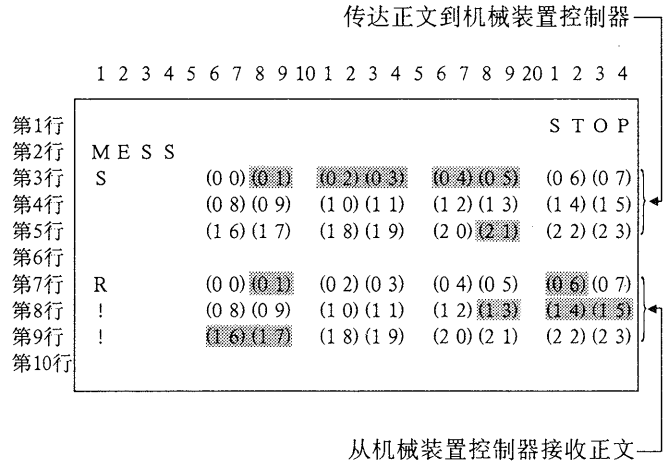 传达正文到机械装置控制器
1 2 3 4 5 6 7 8 9 10 1 2 3 4 5 6 7 8 9 20 1 2 3 4
第1行 S T O P
第2行 M E S S
第3行 S (0 0) (0 1) (0 2) (0 3) (0 4) (0 5) (0 6) (0 7)
第4行 (0 8) (0 9) (1 0) (1 1) (1 2) (1 3) (1 4) (1 5)
第5行 (1 6) (1 7) (1 8) (1 9) (2 0) (2 1) (2 2) (2 3)
第6行
第7行 R (0 0) (0 1) (0 2) (0 3) (0 4) (0 5) (0 6) (0 7)
第8行 ! (0 8) (0 9) (1 0) (1 1) (1 2) (1 3) (1 4) (1 5)
第9行 ! (1 6) (1 7) (1 8) (1 9) (2 0) (2 1) (2 2) (2 3)
第10行
从机械装置控制器接收正文